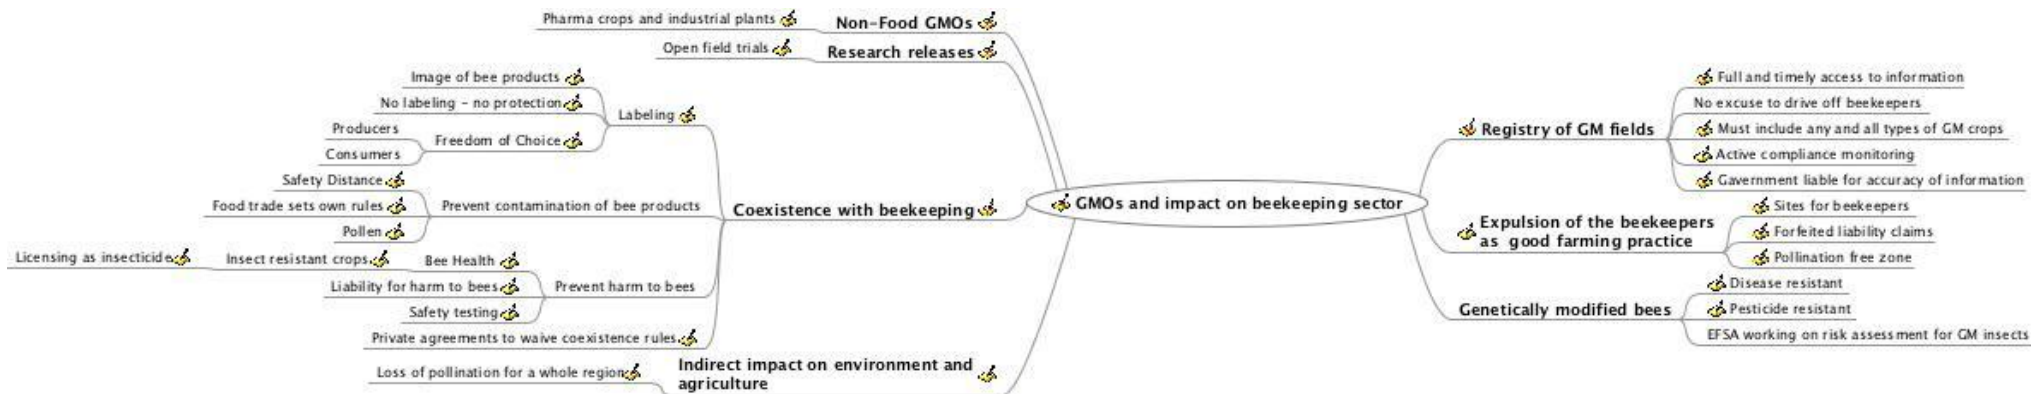 Pharma crops and industrial plants
Non-Food GMOs
Open field trials
Research releases
Image of bee products
No labeling - no protection
Labeling
Producers
Consumers
Freedom of Choice
Safety Distance
Food trade sets own rules
Pollen
Prevent contamination of bee products
Coexistence with beekeeping
Licensing as insecticide
Insect resistant crops
Bee Health
Liability for harm to bees
Safety testing
Prevent harm to bees
Private agreements to waive coexistence rules
Loss of pollination for a whole region
Indirect impact on environment and
agriculture
GMOs and impact on beekeeping sector
Registry of GM fields
Full and timely access to information
No excuse to drive off beekeepers
Must include any and all types of GM crops
Active compliance monitoring
Gavernment liable for accuracy of information
Expulsion of the beekeepers
as good farming practice
Sites for beekeepers
Forfeited liability claims
Pollination free zone
Genetically modified bees
Disease resistant
Pesticide resistant
EFSA working on risk assessment for GM insects